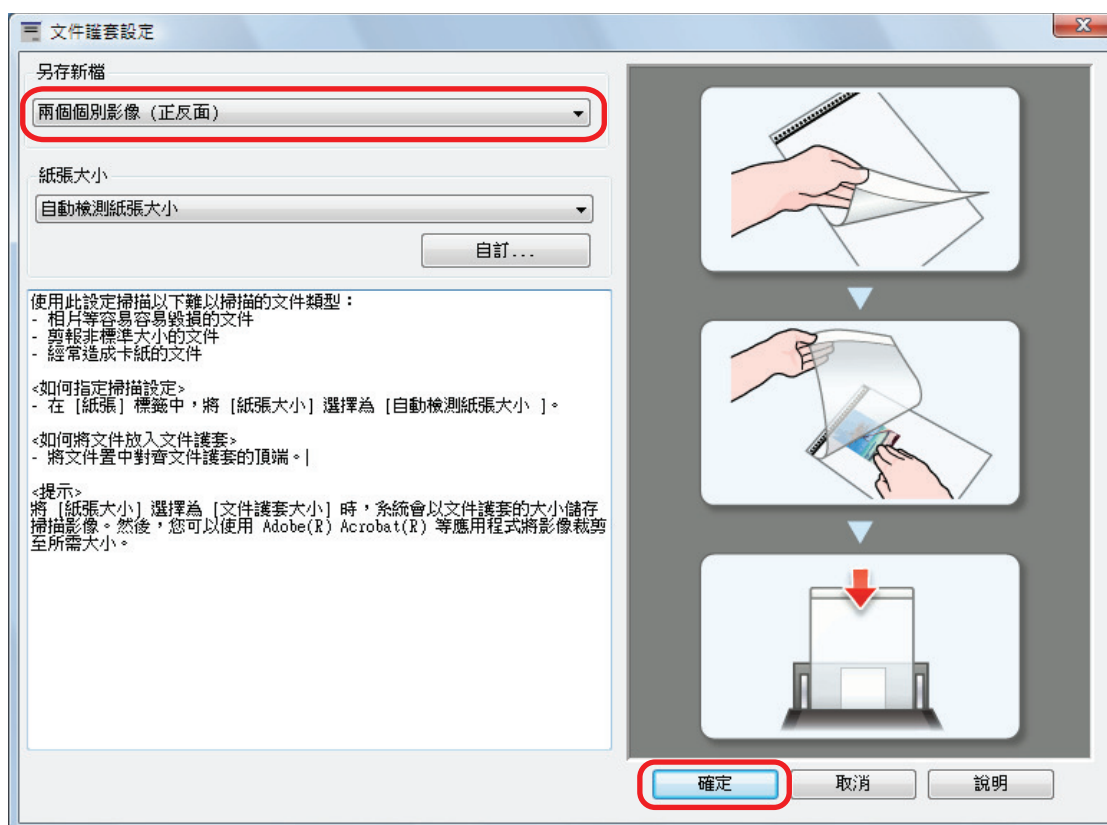 文件護套設定
另存新檔
兩個個別影像 (正反面)
紙張大小
自動檢測紙張大小
自訂...
使用此設定掃描以下難以掃描的文件類型：
- 相片等容易容易毀損的文件
- 剪報非標準大小的文件
- 經常造成卡紙的文件
<如何指定掃描設定>
- 在 [紙張] 標籤中，將 [紙張大小] 選擇為 [自動檢測紙張大小 ]。
<如何將文件放入文件護套>
- 將文件置中對齊文件護套的頂端。
<提示>
將 [紙張大小] 選擇為 [文件護套大小] 時，系統會以文件護套的大小儲存
掃描影像。然後，您可以使用 Adobe(R) Acrobat(R) 等應用程式將影像裁剪
至所需大小。
確定
取消
說明